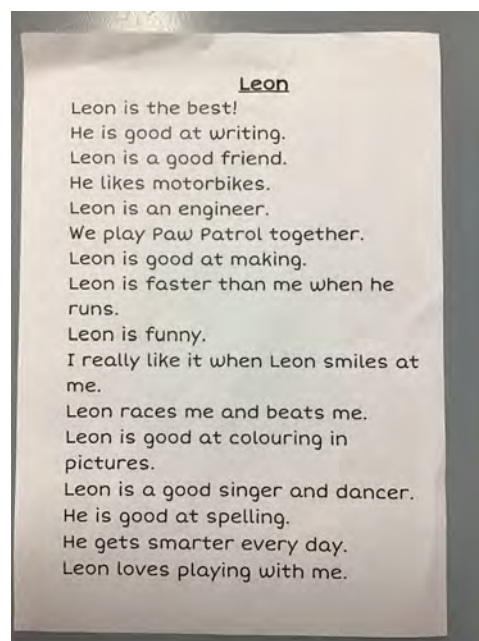 Leon
Leon is the best!
He is good at writing.
Leon is a good friend.
He likes motorbikes.
Leon is an engineer.
We play Paw Patrol together.
Leon is good at making.
Leon is faster than me when he
runs.
Leon is funny.
I really like it when Leon smiles at
me.
Leon races me and beats me.
Leon is good at colouring in
pictures.
Leon is a good singer and dancer.
He is good at spelling.
He gets smarter every day.
Leon loves playing with me.